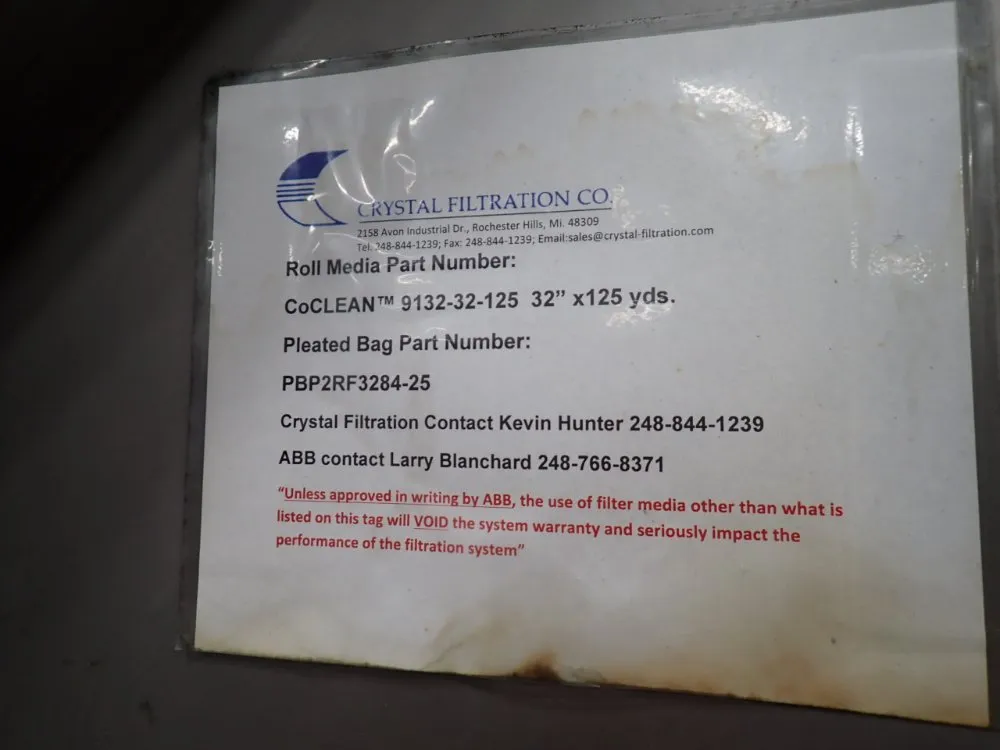 CRYSTAL FILTRATION CO.
2158 Avon Industrial Dr., Rochester Hills, Mi. 48309
Tel. 248-844-1239; Fax: 248-844-1239; Email:sales@crystal-filtration.com
Roll Media Part Number:
CoCLEAN™ 9132-32-125 32” x125 yds.
Pleated Bag Part Number:
PBP2RF3284-25
Crystal Filtration Contact Kevin Hunter 248-844-1239
ABB contact Larry Blanchard 248-766-8371
“Unless approved in writing by ABB, the use of filter media other than what is
listed on this tag will VOID the system warranty and seriously impact the
performance of the filtration system”